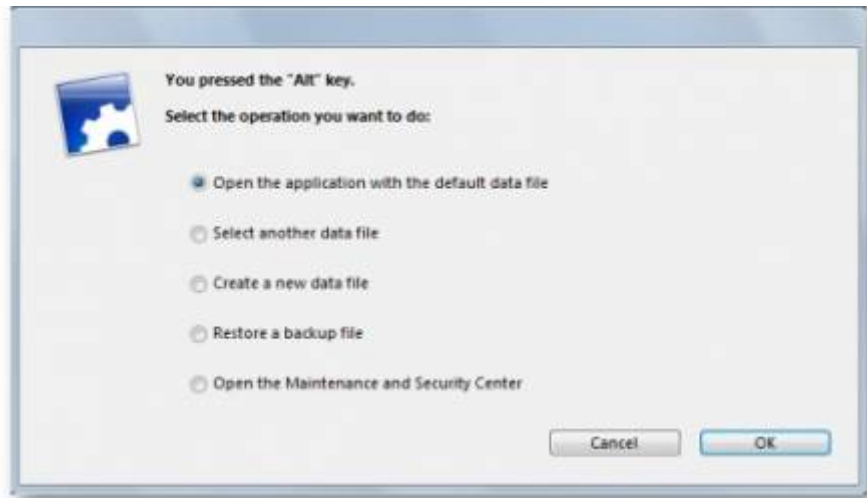 You pressed the "Alt" key.
Select the operation you want to do:
Open the application with the default data file
Select another data file
Create a new data file
Restore a backup file
Open the Maintenance and Security Center
Cancel
OK